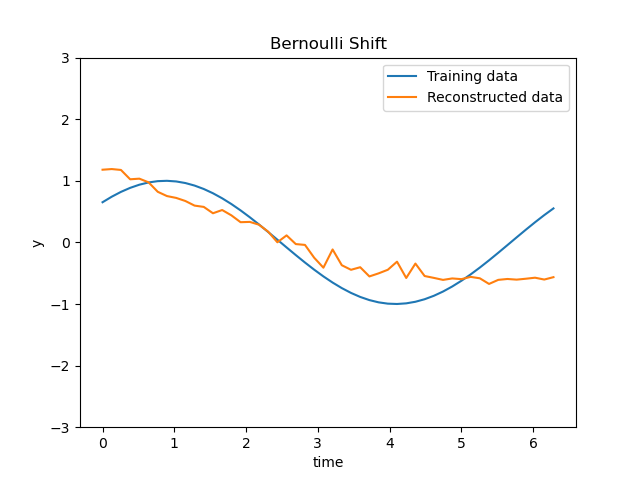 Bernoulli Shift
Training data
Reconstructed data
3
2
1
0
−1
−2
−3
y
0 1 2 3 4 5 6
time